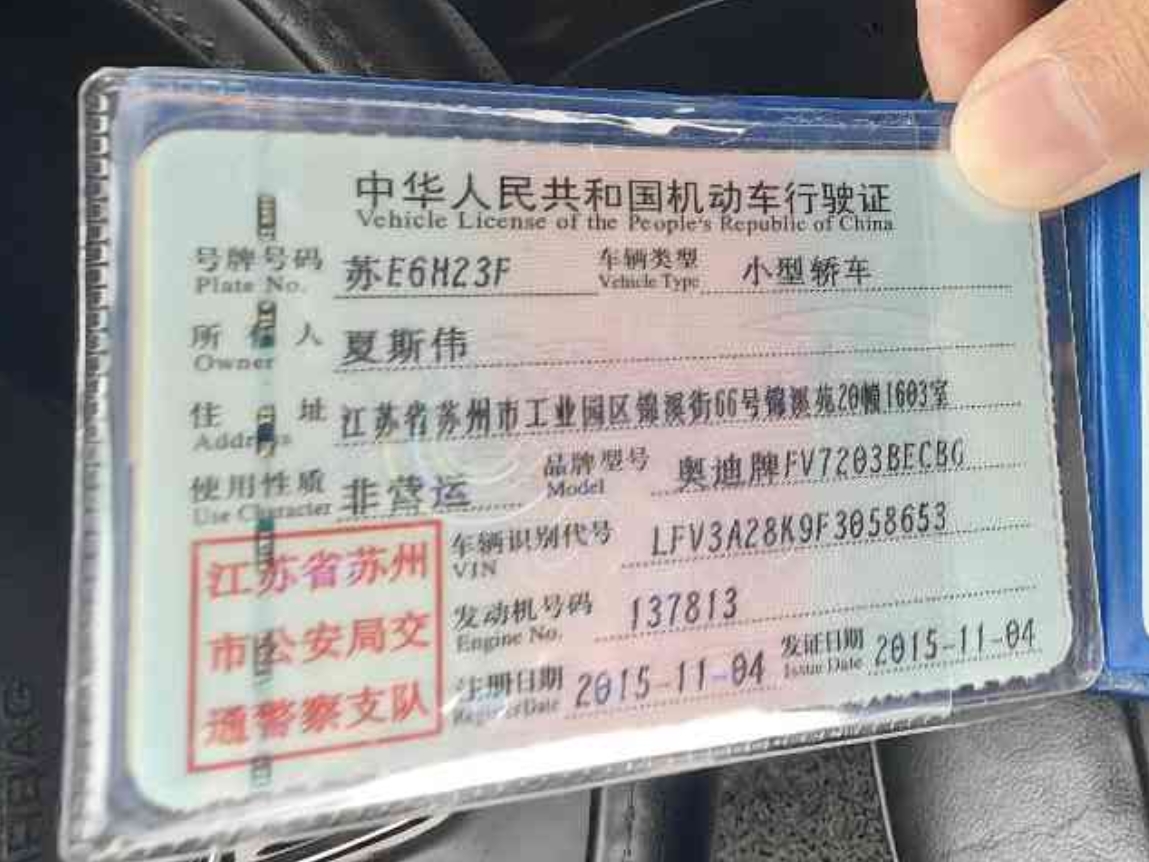 中华人民共和国机动车行驶证
Vehicle License of the People's Republic of China
号牌号码 苏E6H23F 车辆类型 小型轿车
Plate No. Vehicle Type
所有人 夏斯伟
Owner
住址 江苏省苏州市工业园区锦溪街66号锦溪苑20幢1603室
Address
使用性质 非营运 品牌型号 奥迪牌FV7203BECBG
Use Character Model
车辆识别代号 LFV3A28K9F3058653
VIN
发动机号码 137813
Engine No.
注册日期 2015-11-04 发证日期 2015-11-04
Register Date Issue Date
江苏省苏州
市公安局交
通警察支队
AIRBAG